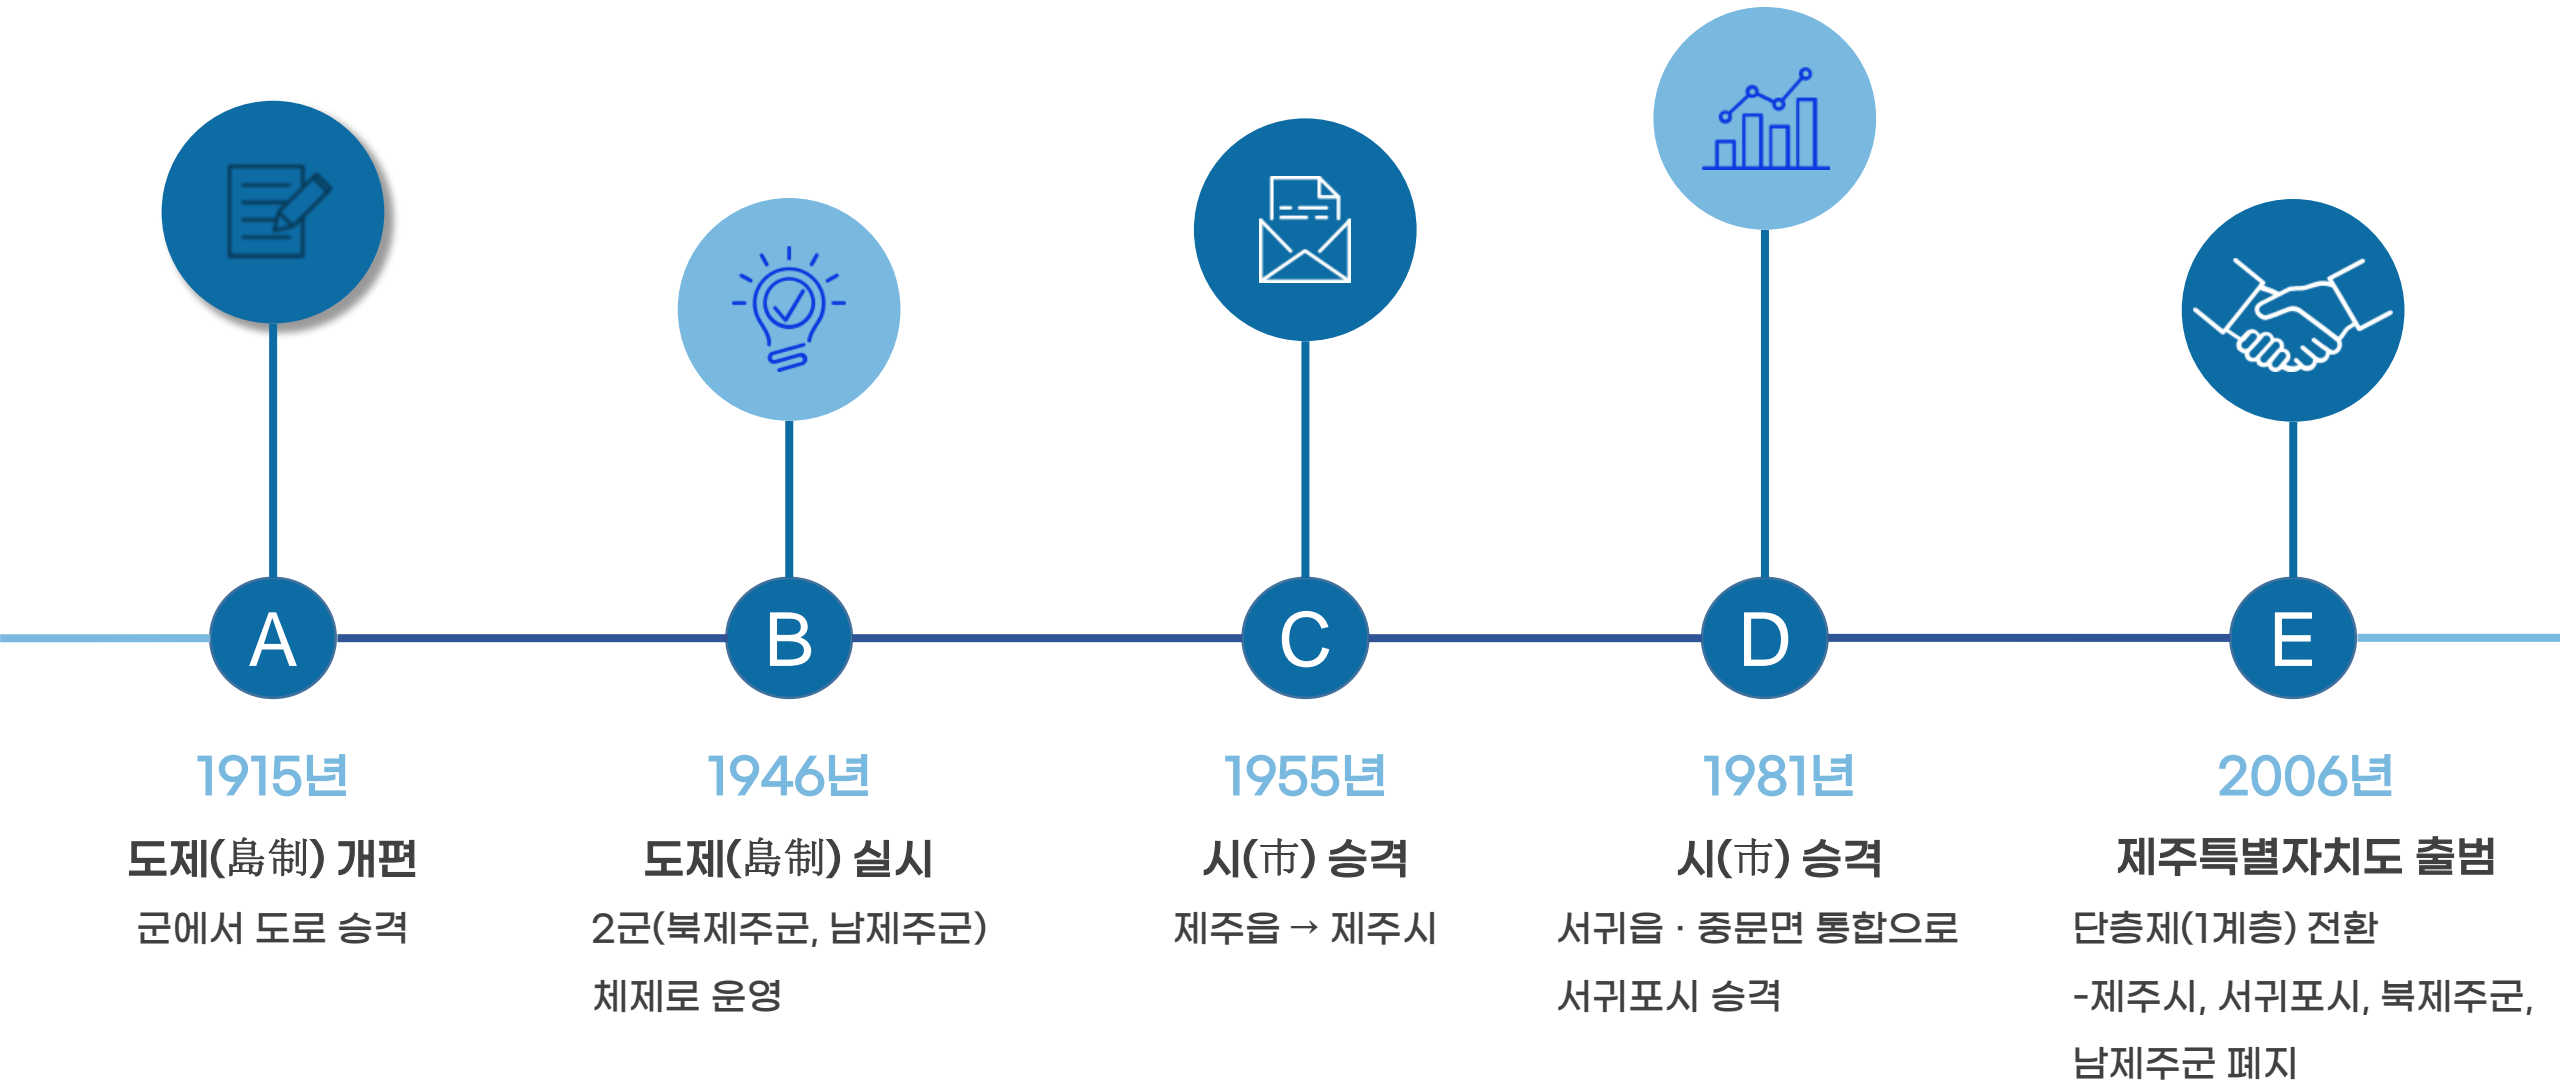 A
1915년
도제(島制) 개편
군에서 도로 승격
B
1946년
도제(島制) 실시
2군(북제주군, 남제주군)
체제로 운영
C
1955년
시(市) 승격
제주읍 → 제주시
D
1981년
시(市) 승격
서귀읍 · 중문면 통합으로
서귀포시 승격
E
2006년
제주특별자치도 출범
단층제(1계층) 전환
-제주시, 서귀포시, 북제주군,
남제주군 폐지